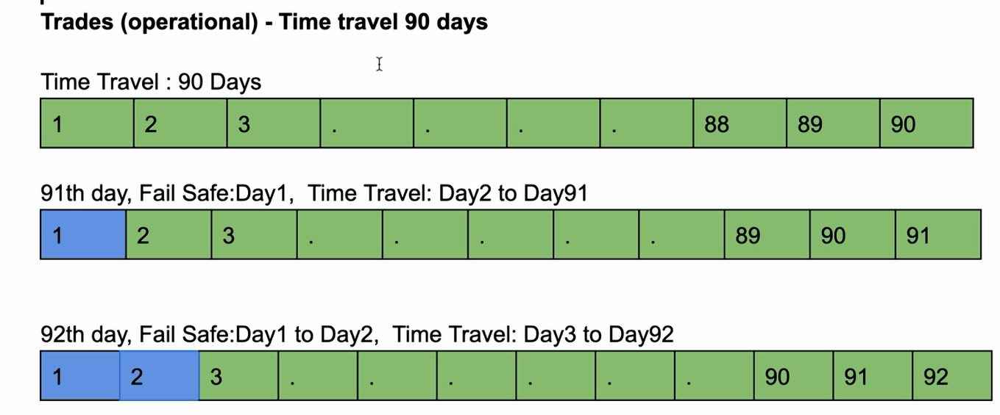 Trades (operational) - Time travel 90 days
Time Travel : 90 Days
1 2 3 . . . . 88 89 90
91th day, Fail Safe:Day1,  Time Travel: Day2 to Day91
1 2 3 . . . . . 89 90 91
92th day, Fail Safe:Day1 to Day2,  Time Travel: Day3 to Day92
1 2 3 . . . . . . 90 91 92